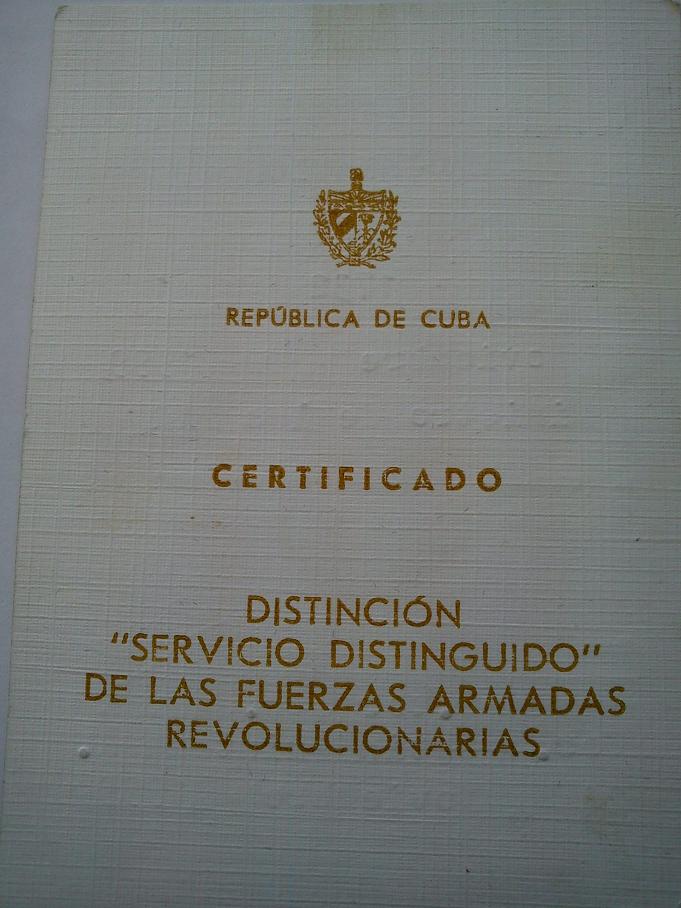 REPÚBLICA DE CUBA
CERTIFICADO
DISTINCIÓN
"SERVICIO DISTINGUIDO"
DE LAS FUERZAS ARMADAS
REVOLUCIONARIAS